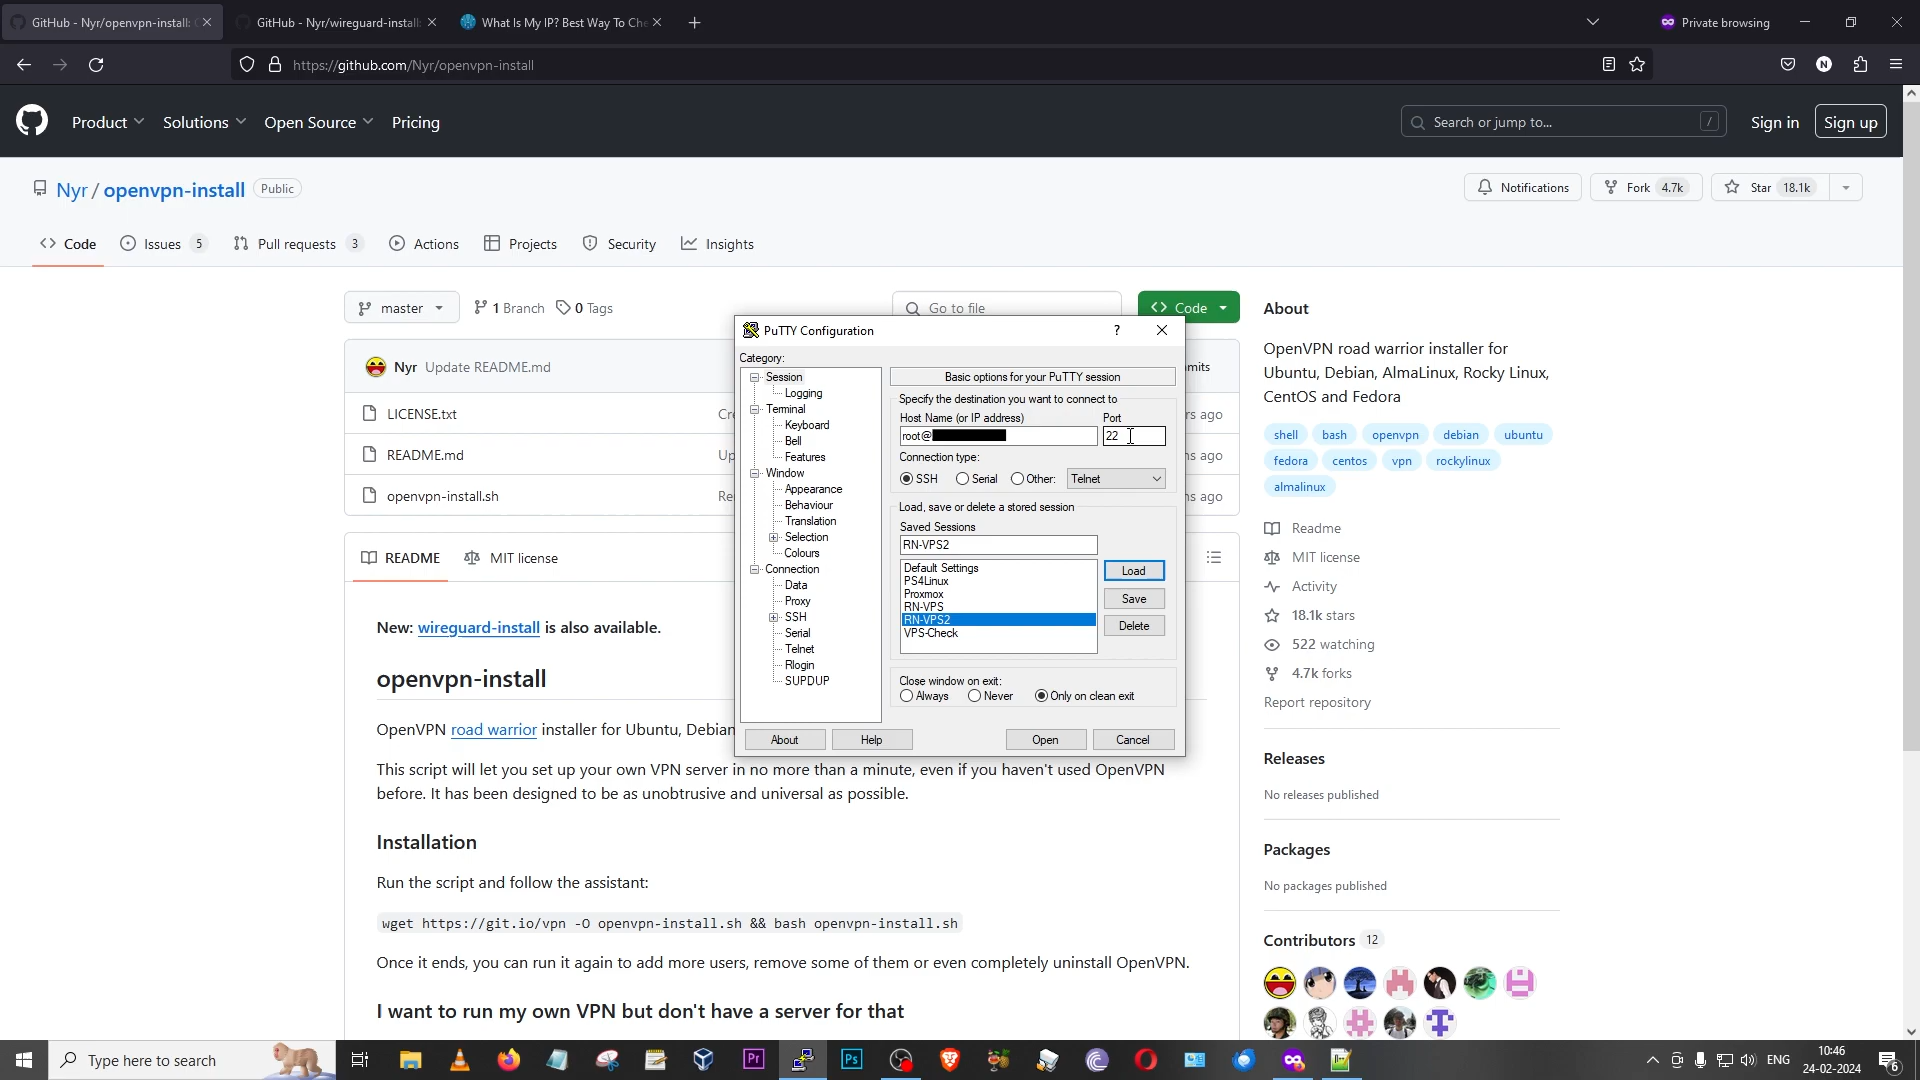 GitHub - Nyr/openvpn-install:
GitHub - Nyr/wireguard-install:
What Is My IP? Best Way To Che
Private browsing
https://github.com/Nyr/openvpn-install
N
Product
Solutions
Open Source
Pricing
Search or jump to...
/
Sign in
Sign up
Nyr / openvpn-install
Public
Notifications
Fork 4.7k
Star 18.1k
Code
Issues 5
Pull requests 3
Actions
Projects
Security
Insights
master
1 Branch
0 Tags
Go to file
Code
Nyr Update README.md
mits
LICENSE.txt
Cre
rs ago
README.md
Up
ns ago
openvpn-install.sh
Re
ns ago
README
MIT license
New: wireguard-install is also available.
openvpn-install
OpenVPN road warrior installer for Ubuntu, Debian
This script will let you set up your own VPN server in no more than a minute, even if you haven't used OpenVPN
before. It has been designed to be as unobtrusive and universal as possible.
Installation
Run the script and follow the assistant:
wget https://git.io/vpn -O openvpn-install.sh && bash openvpn-install.sh
Once it ends, you can run it again to add more users, remove some of them or even completely uninstall OpenVPN.
I want to run my own VPN but don't have a server for that
PuTTY Configuration
?
Category:
Session
Logging
Terminal
Keyboard
Bell
Features
Window
Appearance
Behaviour
Translation
Selection
Colours
Connection
Data
Proxy
SSH
Serial
Telnet
Rlogin
SUPDUP
Basic options for your PuTTY session
Specify the destination you want to connect to
Host Name (or IP address)
Port
root@
22
Connection type:
SSH
Serial
Other:
Telnet
Load, save or delete a stored session
Saved Sessions
RN-VPS2
Default Settings
PS4Linux
Proxmox
RN-VPS
RN-VPS2
VPS-Check
Load
Save
Delete
Close window on exit:
Always
Never
Only on clean exit
About
Help
Open
Cancel
About
OpenVPN road warrior installer for
Ubuntu, Debian, AlmaLinux, Rocky Linux,
CentOS and Fedora
shell bash openvpn debian ubuntu
fedora centos vpn rockylinux
almalinux
Readme
MIT license
Activity
18.1k stars
522 watching
4.7k forks
Report repository
Releases
No releases published
Packages
No packages published
Contributors 12
Type here to search
Pr
Ps
ENG
10:46
24-02-2024
6